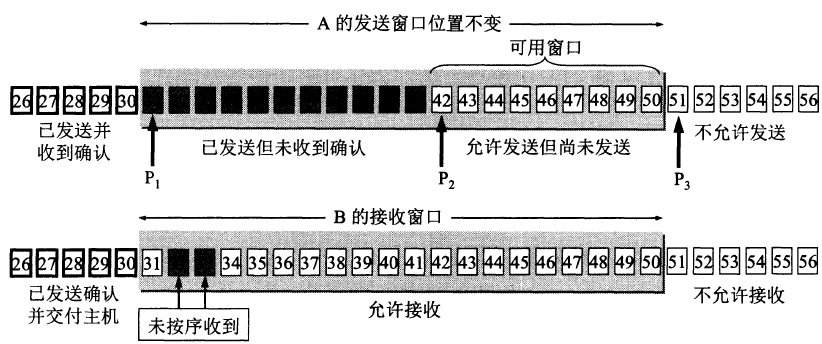 A 的发送窗口位置不变
可用窗口
26 27 28 29 30 42 43 44 45 46 47 48 49 50 51 52 53 54 55 56
已发送并
收到确认
已发送但未收到确认
允许发送但尚未发送
不允许发送
P1
P2
P3
B 的接收窗口
26 27 28 29 30 31 34 35 36 37 38 39 40 41 42 43 44 45 46 47 48 49 50 51 52 53 54 55 56
已发送确认
并交付主机
未按序收到
允许接收
不允许接收